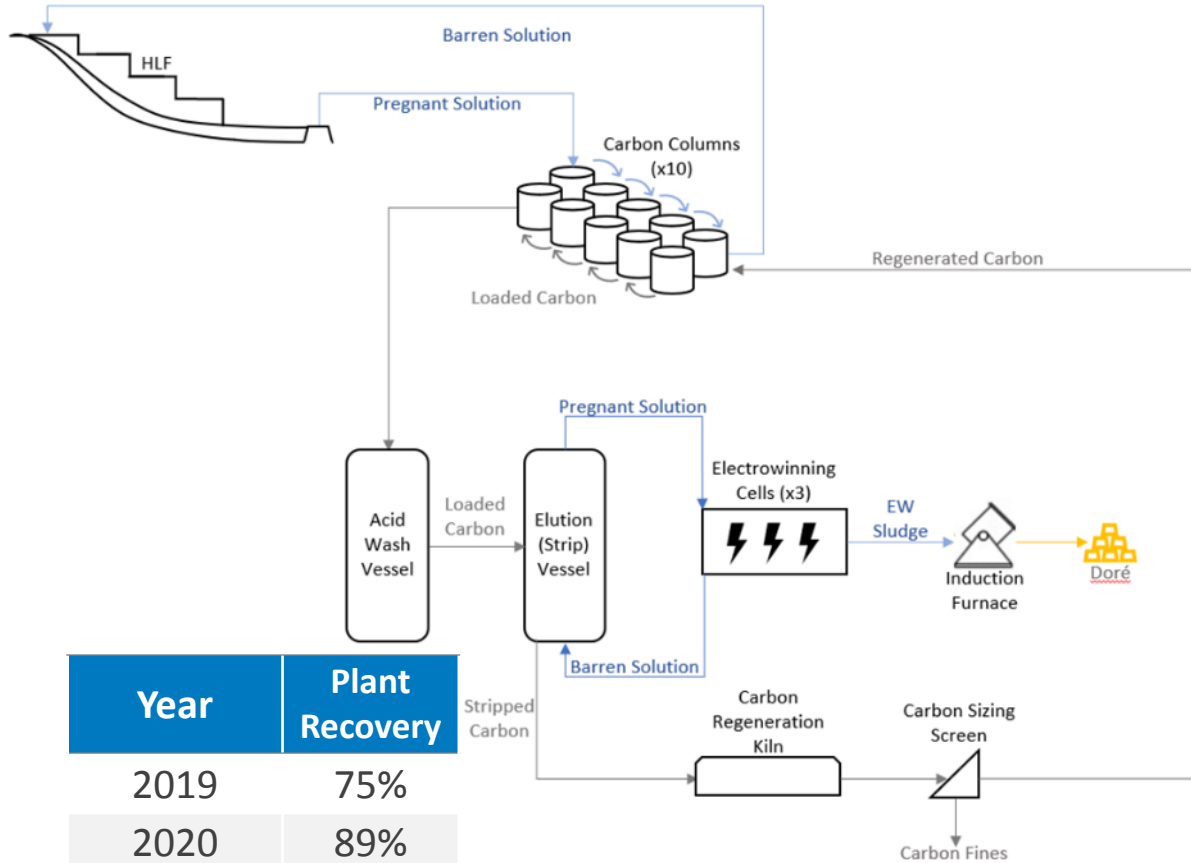 Barren Solution
HLF
Pregnant Solution
Carbon Columns
(x10)
Regenerated Carbon
Loaded Carbon
Pregnant Solution
Electrowinning
Cells (x3)
Acid
Wash
Vessel
Loaded
Carbon
Elution
(Strip)
Vessel
EW
Sludge
Induction
Furnace
Doré
Barren Solution
Stripped
Carbon
Carbon
Regeneration
Kiln
Carbon Sizing
Screen
Carbon Fines
Year
Plant
Recovery
2019 75%
2020 89%